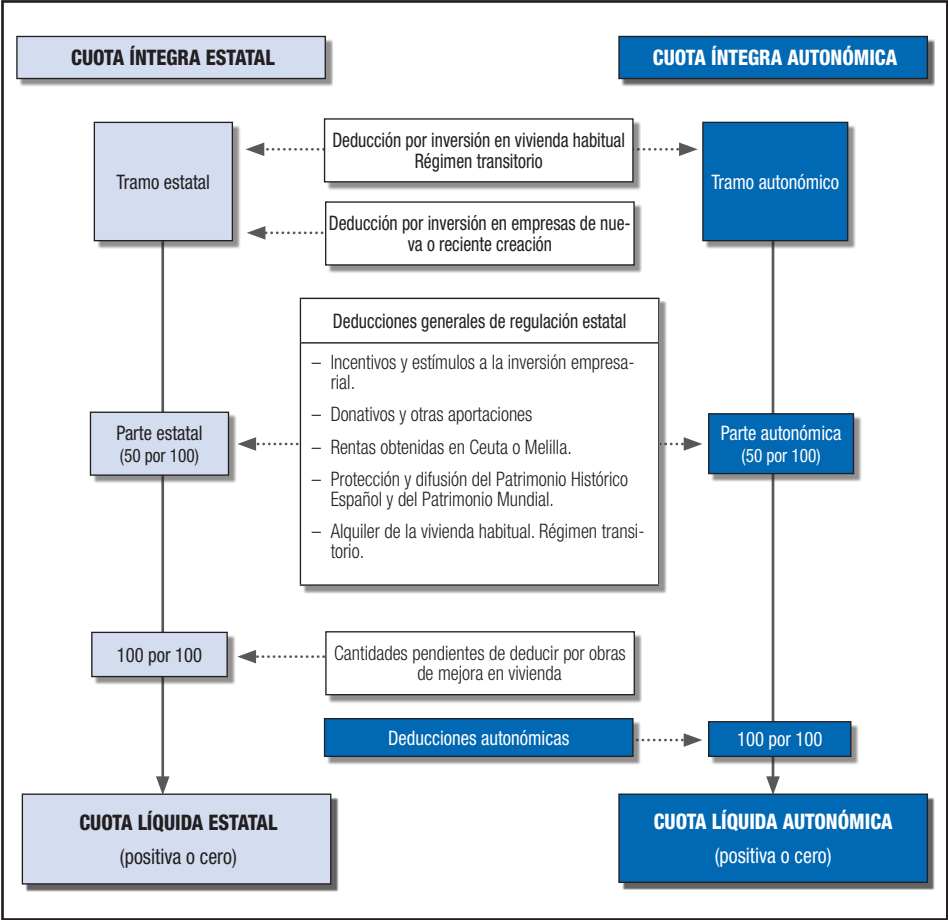 CUOTA ÍNTEGRA ESTATAL
CUOTA ÍNTEGRA AUTONÓMICA
Tramo estatal
Deducción por inversión en vivienda habitual
Régimen transitorio
Tramo autonómico
Deducción por inversión en empresas de nue-
va o reciente creación
Deducciones generales de regulación estatal
– Incentivos y estímulos a la inversión empresa-
rial.
– Donativos y otras aportaciones
– Rentas obtenidas en Ceuta o Melilla.
– Protección y difusión del Patrimonio Histórico
Español y del Patrimonio Mundial.
– Alquiler de la vivienda habitual. Régimen transi-
torio.
Parte estatal
(50 por 100)
Parte autonómica
(50 por 100)
100 por 100
Cantidades pendientes de deducir por obras
de mejora en vivienda
Deducciones autonómicas
100 por 100
CUOTA LÍQUIDA ESTATAL
(positiva o cero)
CUOTA LÍQUIDA AUTONÓMICA
(positiva o cero)